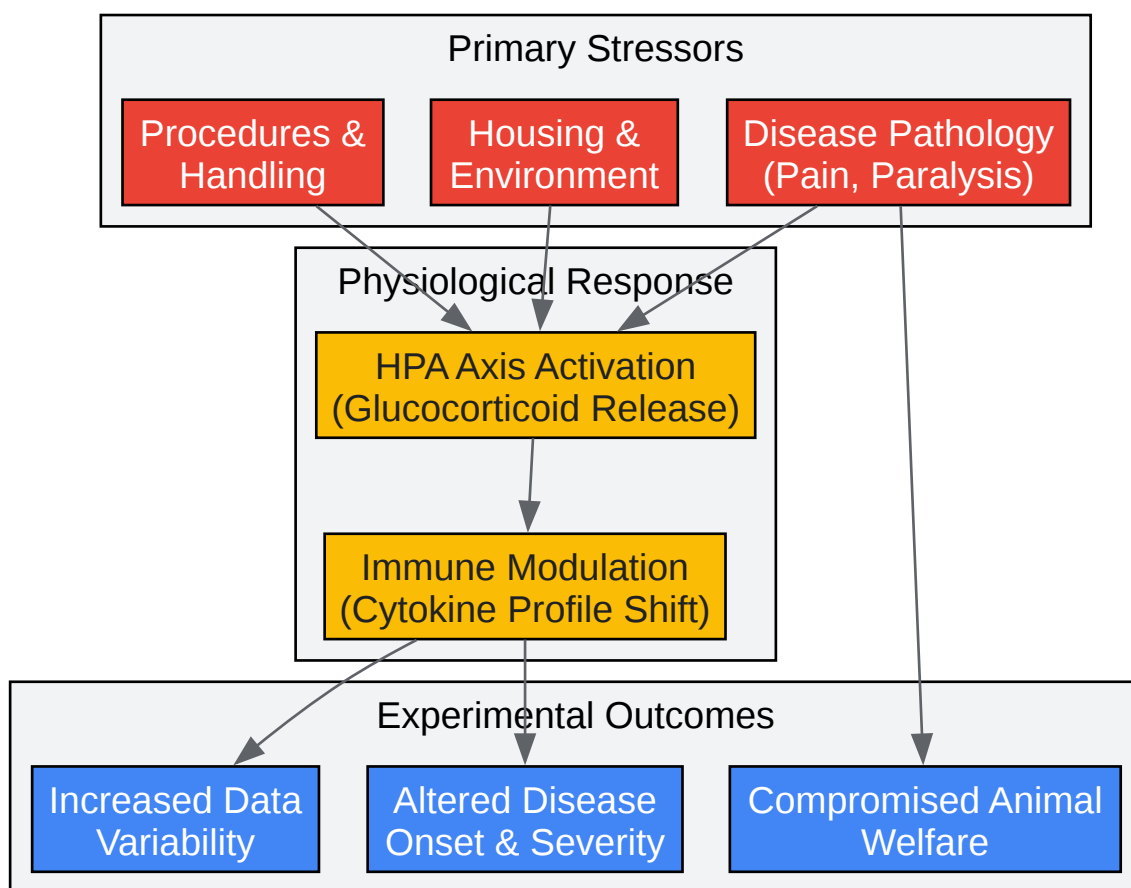 Primary Stressors
Procedures &
Handling
Housing &
Environment
Disease Pathology
(Pain, Paralysis)
Physiological Response
HPA Axis Activation
(Glucocorticoid Release)
Immune Modulation
(Cytokine Profile Shift)
Experimental Outcomes
Increased Data
Variability
Altered Disease
Onset & Severity
Compromised Animal
Welfare